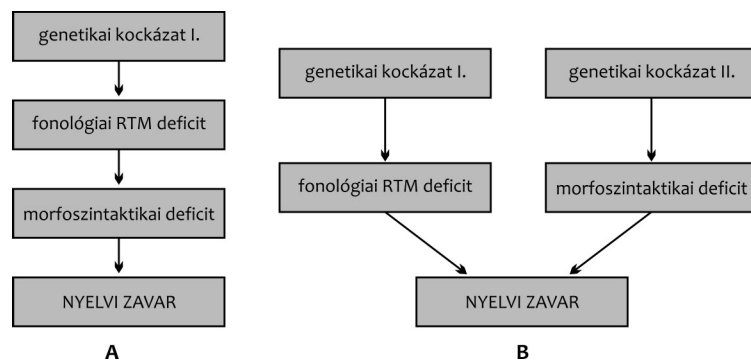 genetikai kockázat I.
fonológiai RTM deficit
morfoszintaktikai deficit
NYELVI ZAVAR
A
genetikai kockázat I.
genetikai kockázat II.
fonológiai RTM deficit
morfoszintaktikai deficit
NYELVI ZAVAR
B